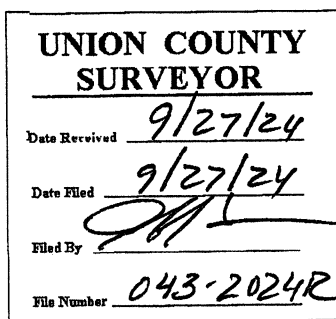 UNION COUNTY
SURVEYOR
Date Received 9/27/24
Date Filed 9/27/24
Filed By
File Number 043-2024R